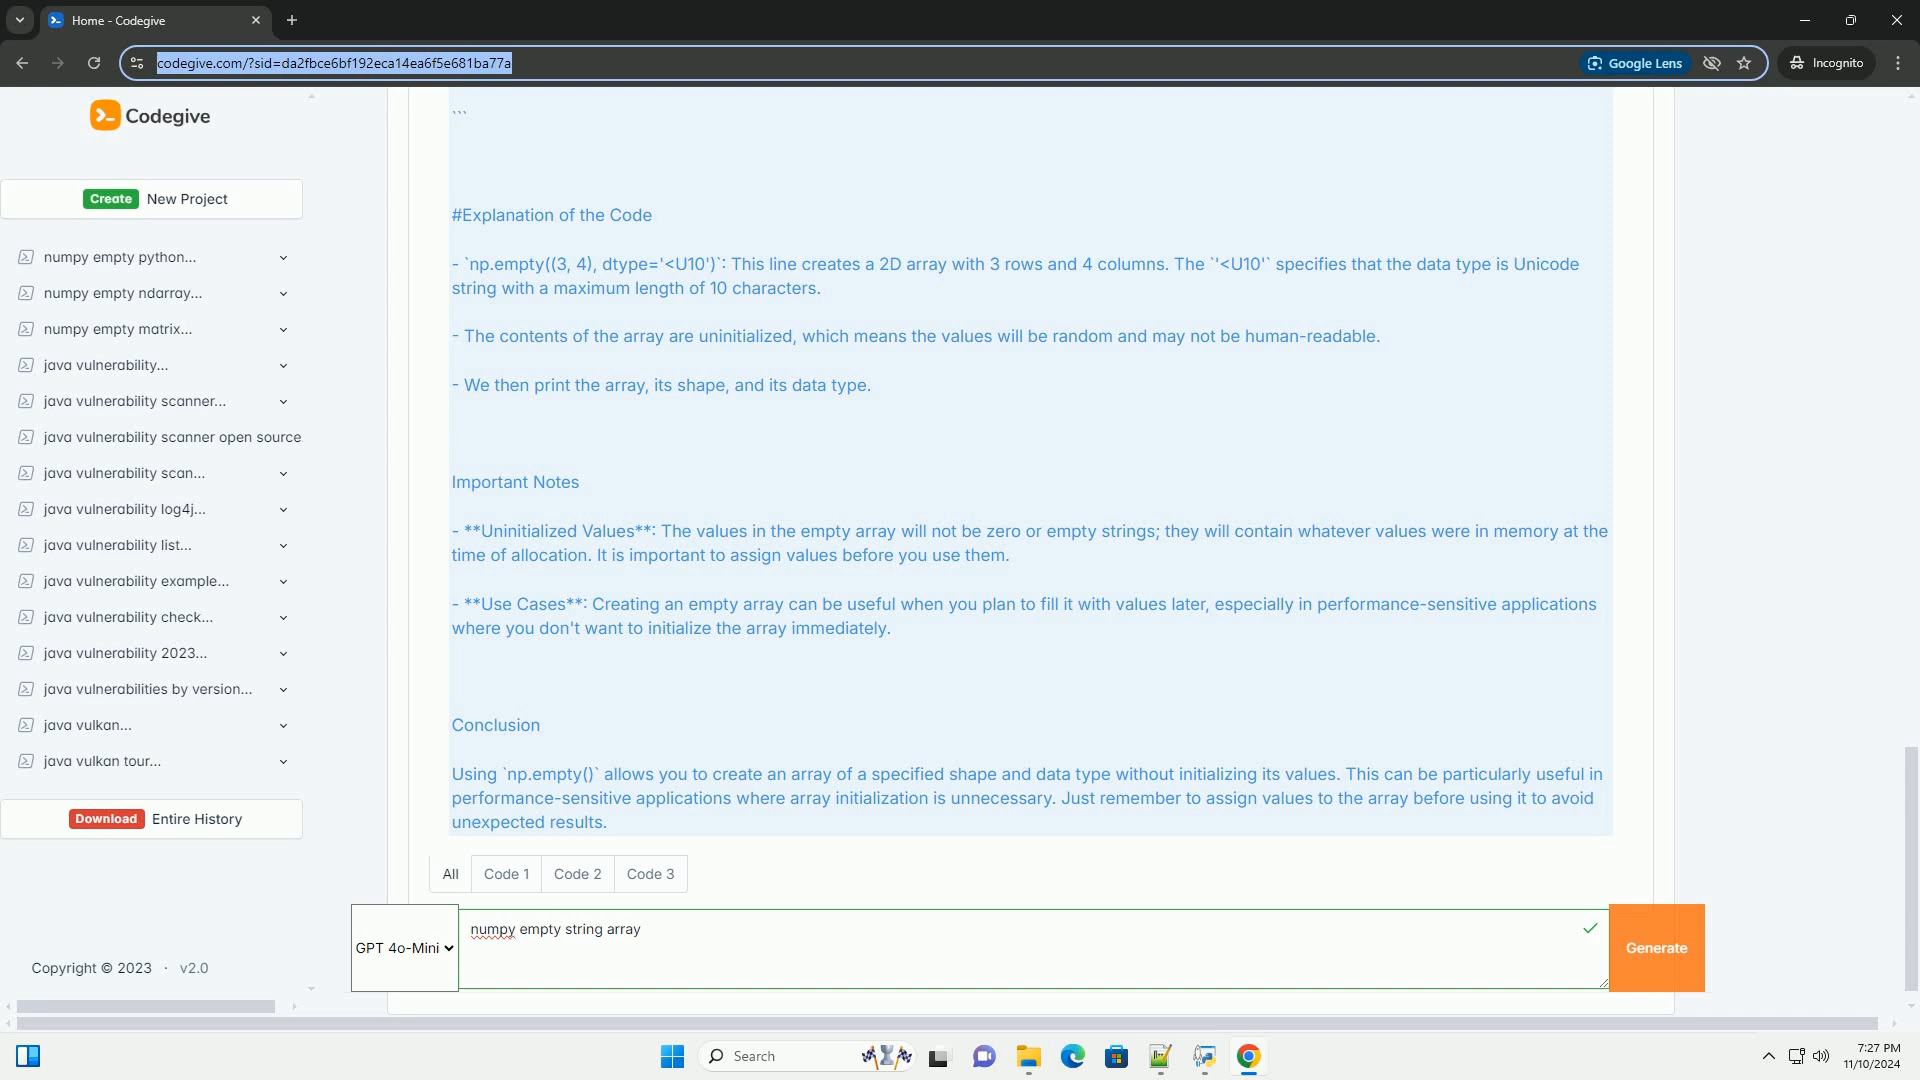 Home - Codegive
codegive.com/?sid=da2fbce6bf192eca14ea6f5e681ba77a
Google Lens
Incognito
Codegive
Create New Project
numpy empty python...
numpy empty ndarray...
numpy empty matrix...
java vulnerability...
java vulnerability scanner...
java vulnerability scanner open source
java vulnerability scan...
java vulnerability log4j...
java vulnerability list...
java vulnerability example...
java vulnerability check...
java vulnerability 2023...
java vulnerabilities by version...
java vulkan...
java vulkan tour...
Download Entire History
Copyright © 2023 · v2.0
```
#Explanation of the Code
- `np.empty((3, 4), dtype='<U10')`: This line creates a 2D array with 3 rows and 4 columns. The `'<U10'` specifies that the data type is Unicode
string with a maximum length of 10 characters.
- The contents of the array are uninitialized, which means the values will be random and may not be human-readable.
- We then print the array, its shape, and its data type.
Important Notes
- **Uninitialized Values**: The values in the empty array will not be zero or empty strings; they will contain whatever values were in memory at the
time of allocation. It is important to assign values before you use them.
- **Use Cases**: Creating an empty array can be useful when you plan to fill it with values later, especially in performance-sensitive applications
where you don't want to initialize the array immediately.
Conclusion
Using `np.empty()` allows you to create an array of a specified shape and data type without initializing its values. This can be particularly useful in
performance-sensitive applications where array initialization is unnecessary. Just remember to assign values to the array before using it to avoid
unexpected results.
All Code 1 Code 2 Code 3
GPT 4o-Mini
numpy empty string array
Generate
Search
7:27 PM
11/10/2024